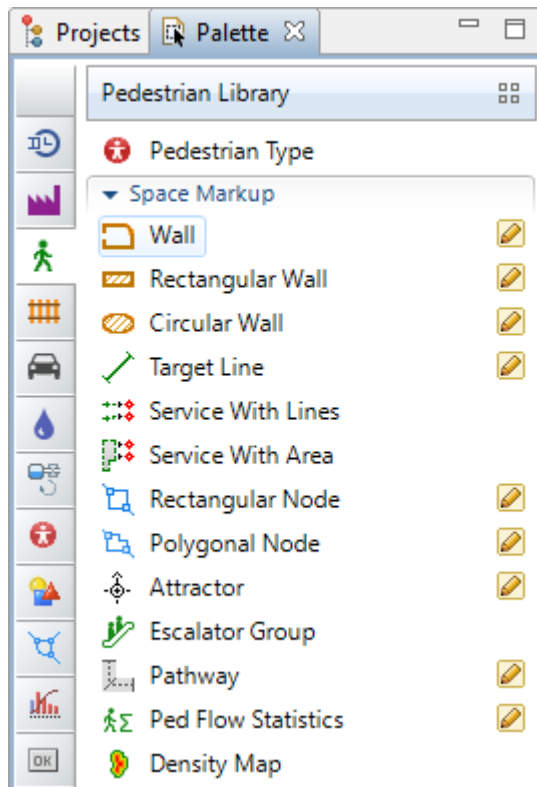 Projects Palette
Pedestrian Library
Pedestrian Type
Space Markup
Wall
Rectangular Wall
Circular Wall
Target Line
Service With Lines
Service With Area
Rectangular Node
Polygonal Node
Attractor
Escalator Group
Pathway
Ped Flow Statistics
OK
Density Map